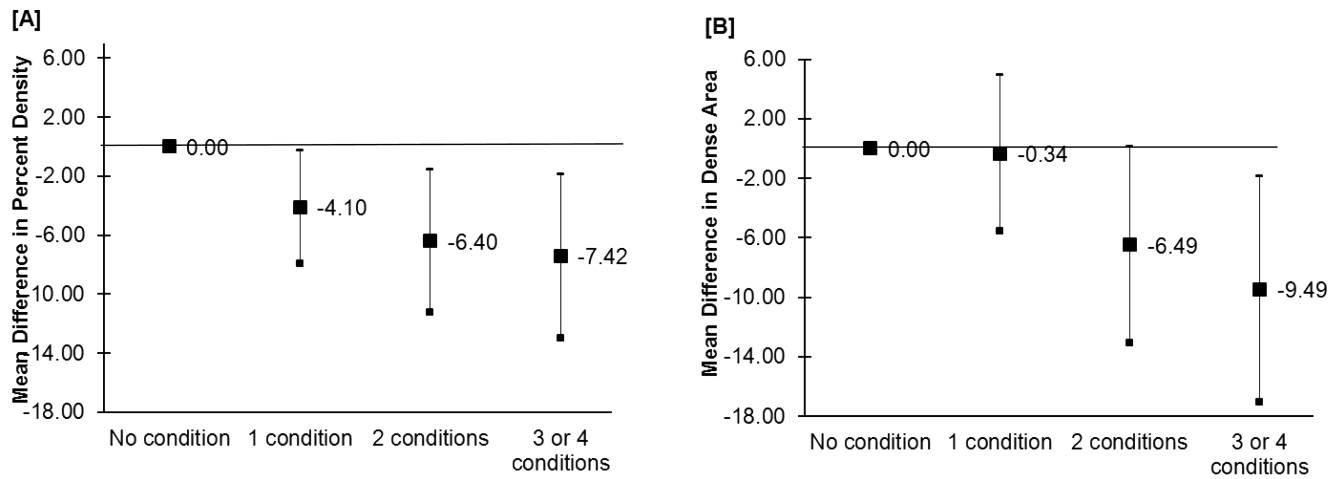 [A]
Mean Difference in Percent Density
6.00
2.00
-2.00
-6.00
10.00
-14.00
-18.00
0.00
-4.10
-6.40
-7.42
No condition
1 condition
2 conditions
3 or 4
conditions
[B]
Mean Difference in Dense Area
6.00
2.00
-2.00
-6.00
-10.00
-14.00
-18.00
0.00
-0.34
-6.49
-9.49
No condition
1 condition
2 conditions
3 or 4
conditions